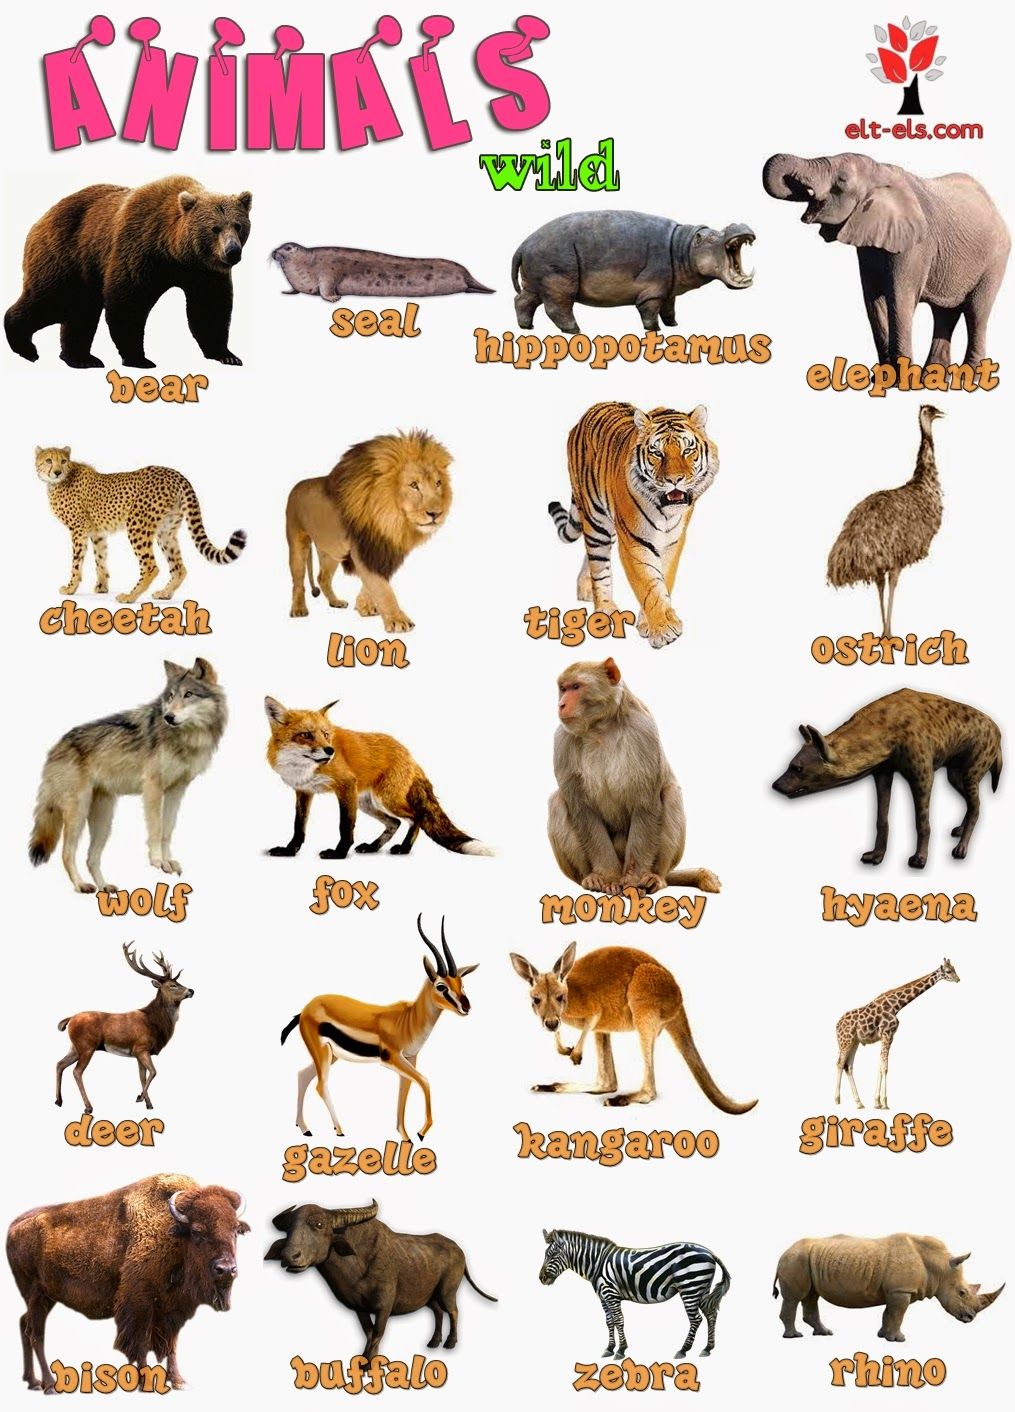 ANIMALS
wild
elt-els.com
bear
seal
hippopotamus
elephant
cheetah
lion
tiger
ostrich
wolf
fox
monkey
hyaena
deer
gazelle
kangaroo
giraffe
bison
buffalo
zebra
rhino